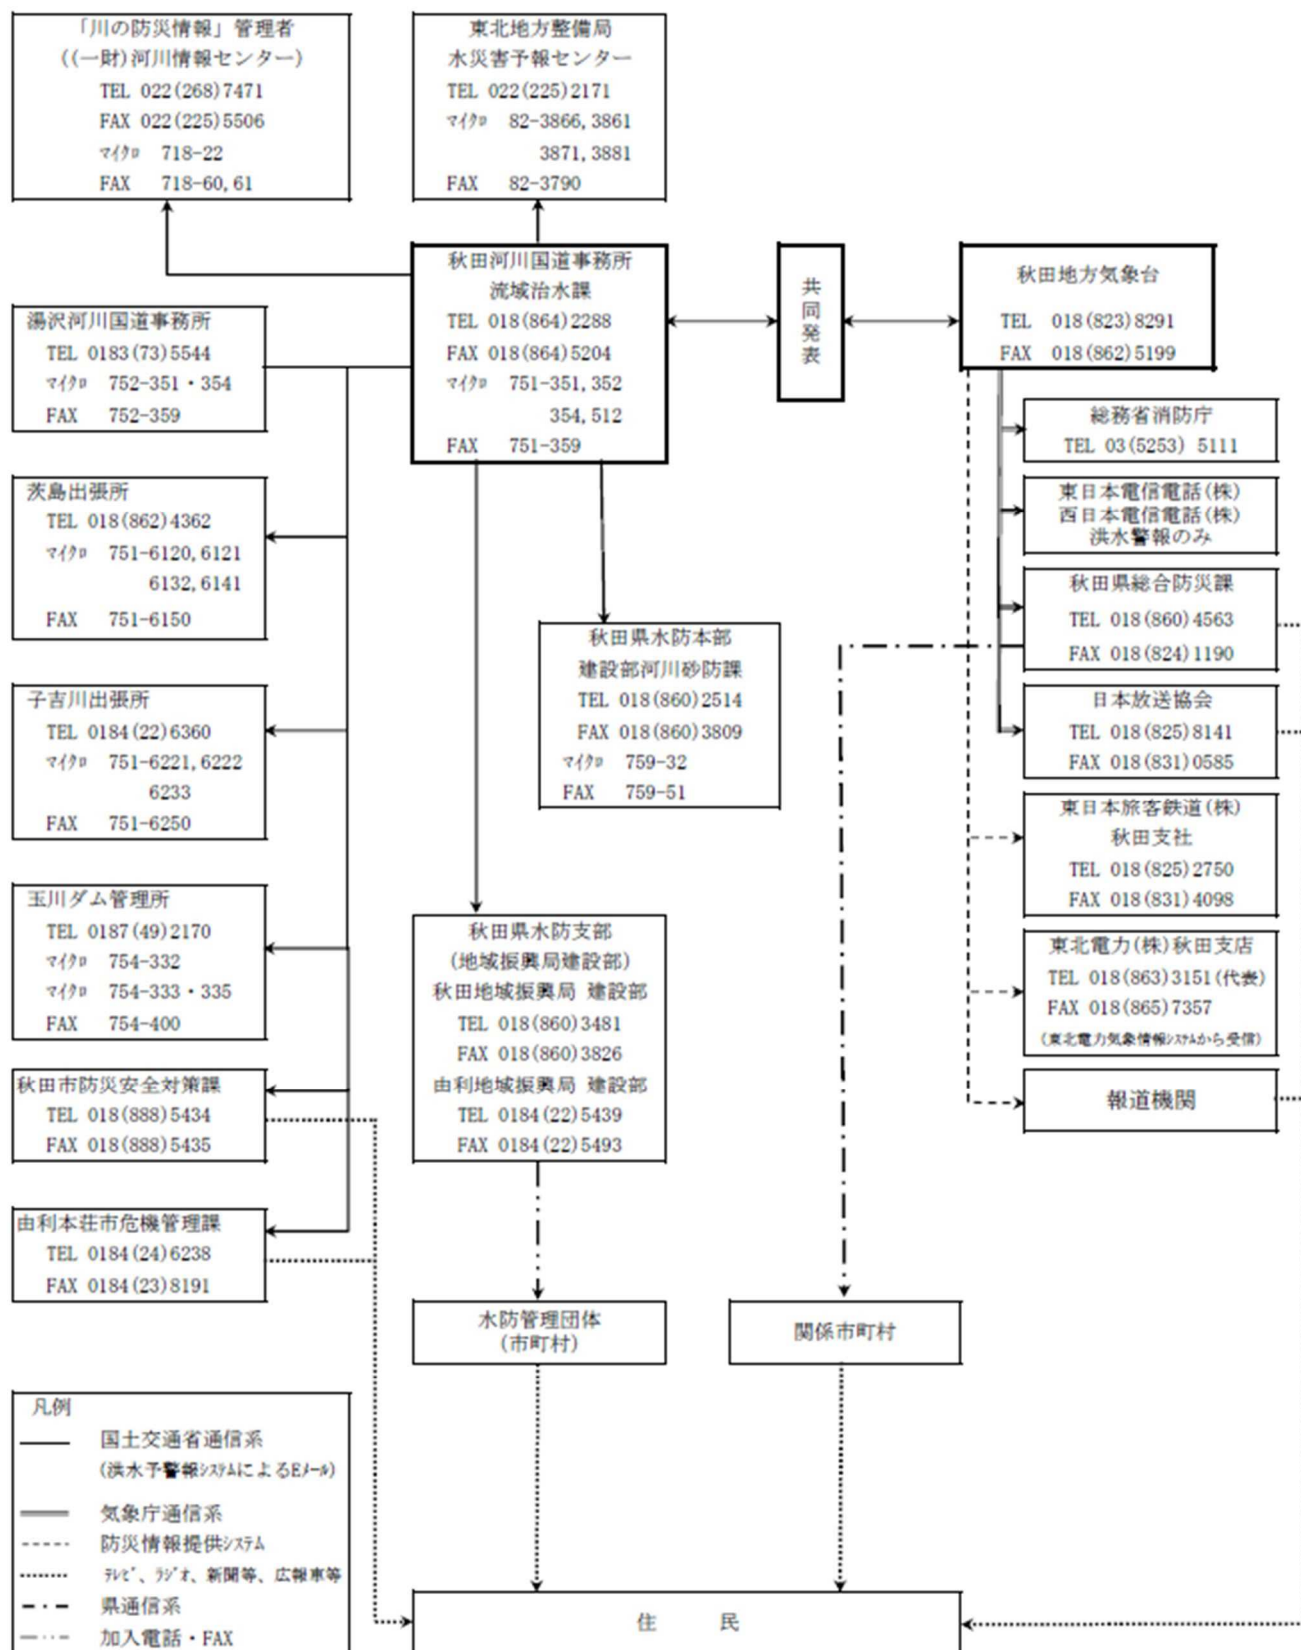 「川の防災情報」管理者
((一財)河川情報センター)
TEL 022(268)7471
FAX 022(225)5506
マイクロ 718-22
FAX 718-60,61
東北地方整備局
水災害予報センター
TEL 022(225)2171
マイクロ 82-3866,3861
3871,3881
FAX 82-3790
秋田河川国道事務所
流域治水課
TEL 018(864)2288
FAX 018(864)5204
マイクロ 751-351,352
354,512
FAX 751-359
共同発表
秋田地方気象台
TEL 018(823)8291
FAX 018(862)5199
湯沢河川国道事務所
TEL 0183(73)5544
マイクロ 752-351・354
FAX 752-359
茨島出張所
TEL 018(862)4362
マイクロ 751-6120,6121
6132,6141
FAX 751-6150
子吉川出張所
TEL 0184(22)6360
マイクロ 751-6221,6222
6233
FAX 751-6250
玉川ダム管理所
TEL 0187(49)2170
マイクロ 754-332
マイクロ 754-333・335
FAX 754-400
秋田市防災安全対策課
TEL 018(888)5434
FAX 018(888)5435
由利本荘市危機管理課
TEL 0184(24)6238
FAX 0184(23)8191
秋田県水防本部
建設部河川砂防課
TEL 018(860)2514
FAX 018(860)3809
マイクロ 759-32
FAX 759-51
秋田県水防支部
(地域振興局建設部)
秋田地域振興局 建設部
TEL 018(860)3481
FAX 018(860)3826
由利地域振興局 建設部
TEL 0184(22)5439
FAX 0184(22)5493
総務省消防庁
TEL 03(5253) 5111
東日本電信電話(株)
西日本電信電話(株)
洪水警報のみ
秋田県総合防災課
TEL 018(860)4563
FAX 018(824)1190
日本放送協会
TEL 018(825)8141
FAX 018(831)0585
東日本旅客鉄道(株)
秋田支社
TEL 018(825)2750
FAX 018(831)4098
東北電力(株)秋田支店
TEL 018(863)3151(代表)
FAX 018(865)7357
(東北電力気象情報システムから受信)
報道機関
水防管理団体
(市町村)
関係市町村
凡例
国土交通省通信系
(洪水予警報システムによるEメール)
気象庁通信系
防災情報提供システム
テレビ、ラジオ、新聞等、広報車等
県通信系
加入電話・FAX
住 民